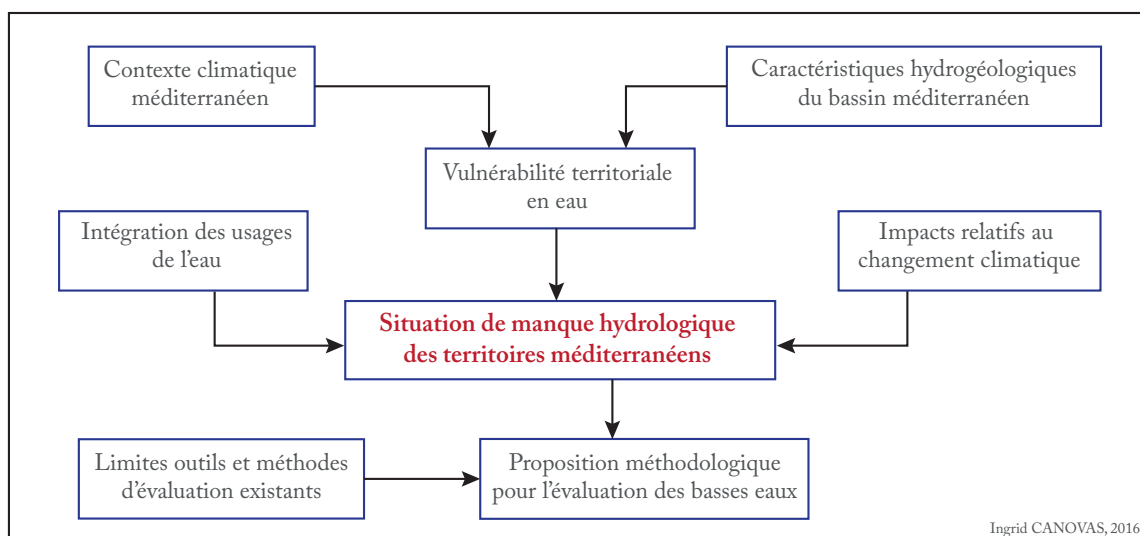 Contexte climatique
méditerranéen
Caractéristiques hydrogéologiques
du bassin méditerranéen
Vulnérabilité territoriale
en eau
Intégration des usages
de l'eau
Impacts relatifs au
changement climatique
Situation de manque hydrologique
des territoires méditerranéens
Limites outils et méthodes
d'évaluation existants
Proposition méthodologique
pour l'évaluation des basses eaux
Ingrid CANOVAS, 2016